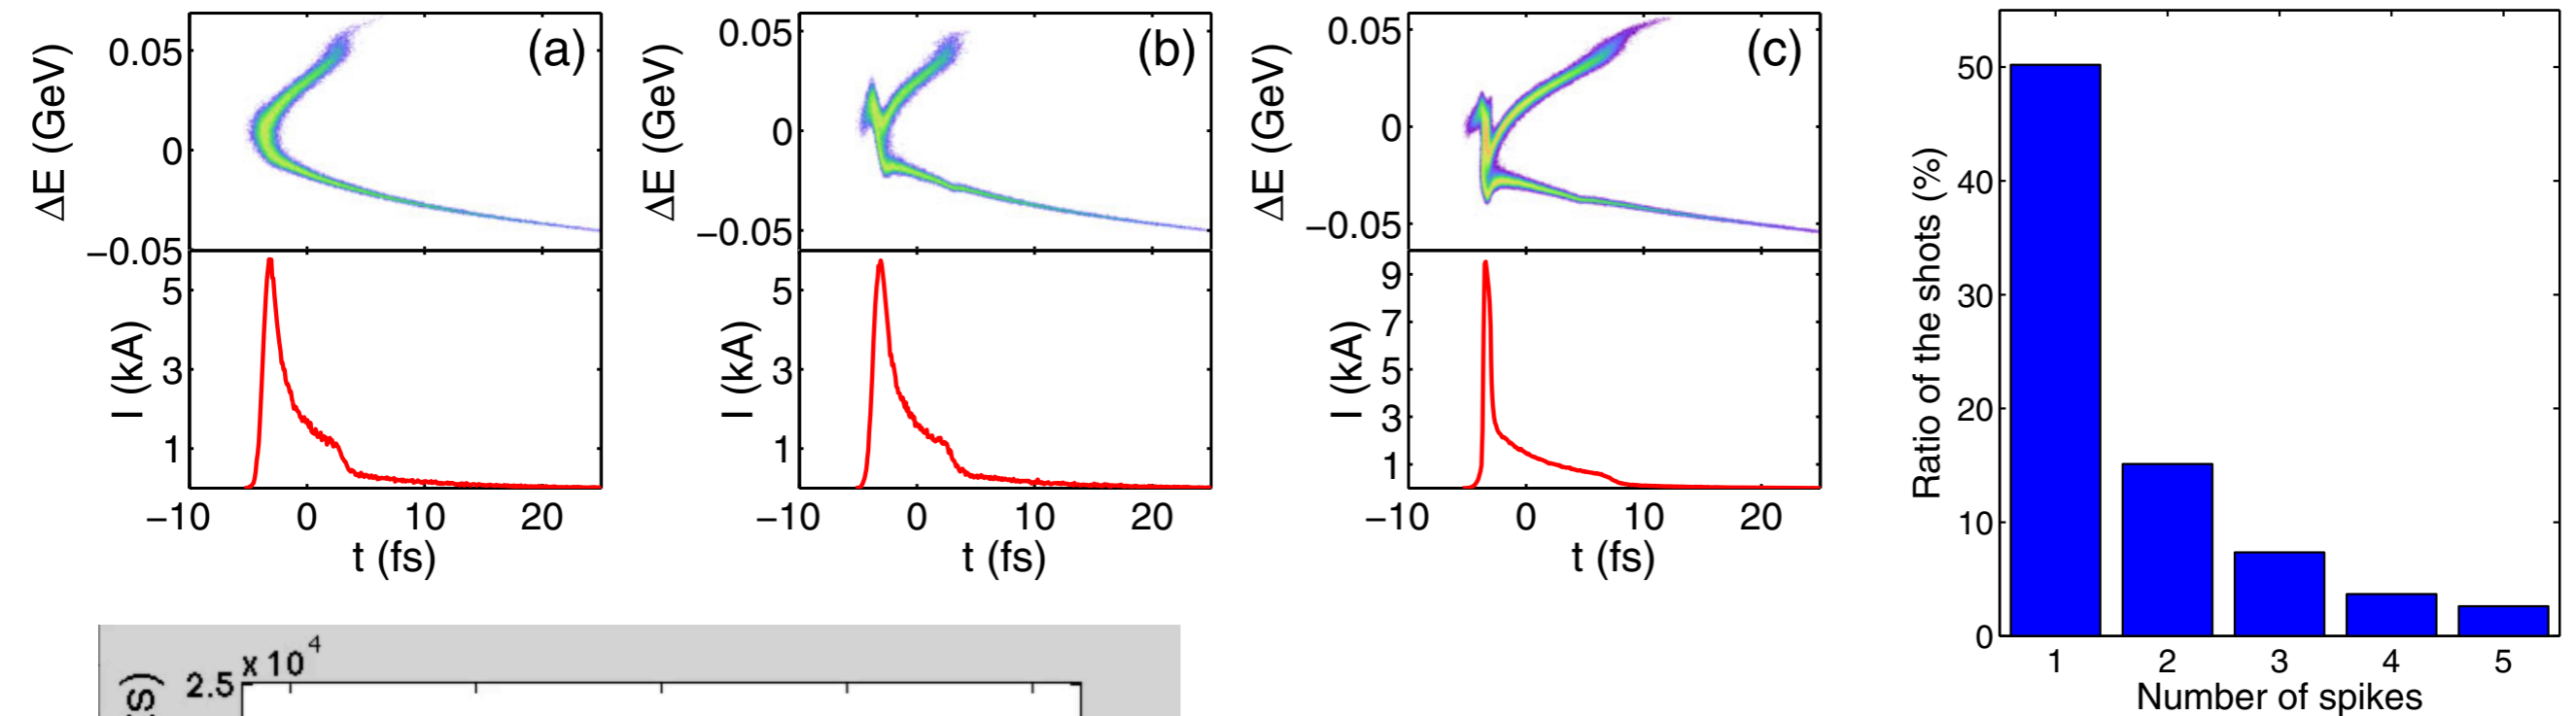 (a)
ΔE (GeV)
0.05
0
−0.05
I (kA)
5
3
1
−10 0 10 20
t (fs)
(b)
ΔE (GeV)
0.05
0
−0.05
I (kA)
5
3
1
−10 0 10 20
t (fs)
(c)
ΔE (GeV)
0.05
0
−0.05
I (kA)
9
7
5
3
1
−10 0 10 20
t (fs)
Ratio of the shots (%)
50
40
30
20
10
0
1 2 3 4 5
Number of spikes
x 10^4
2.5